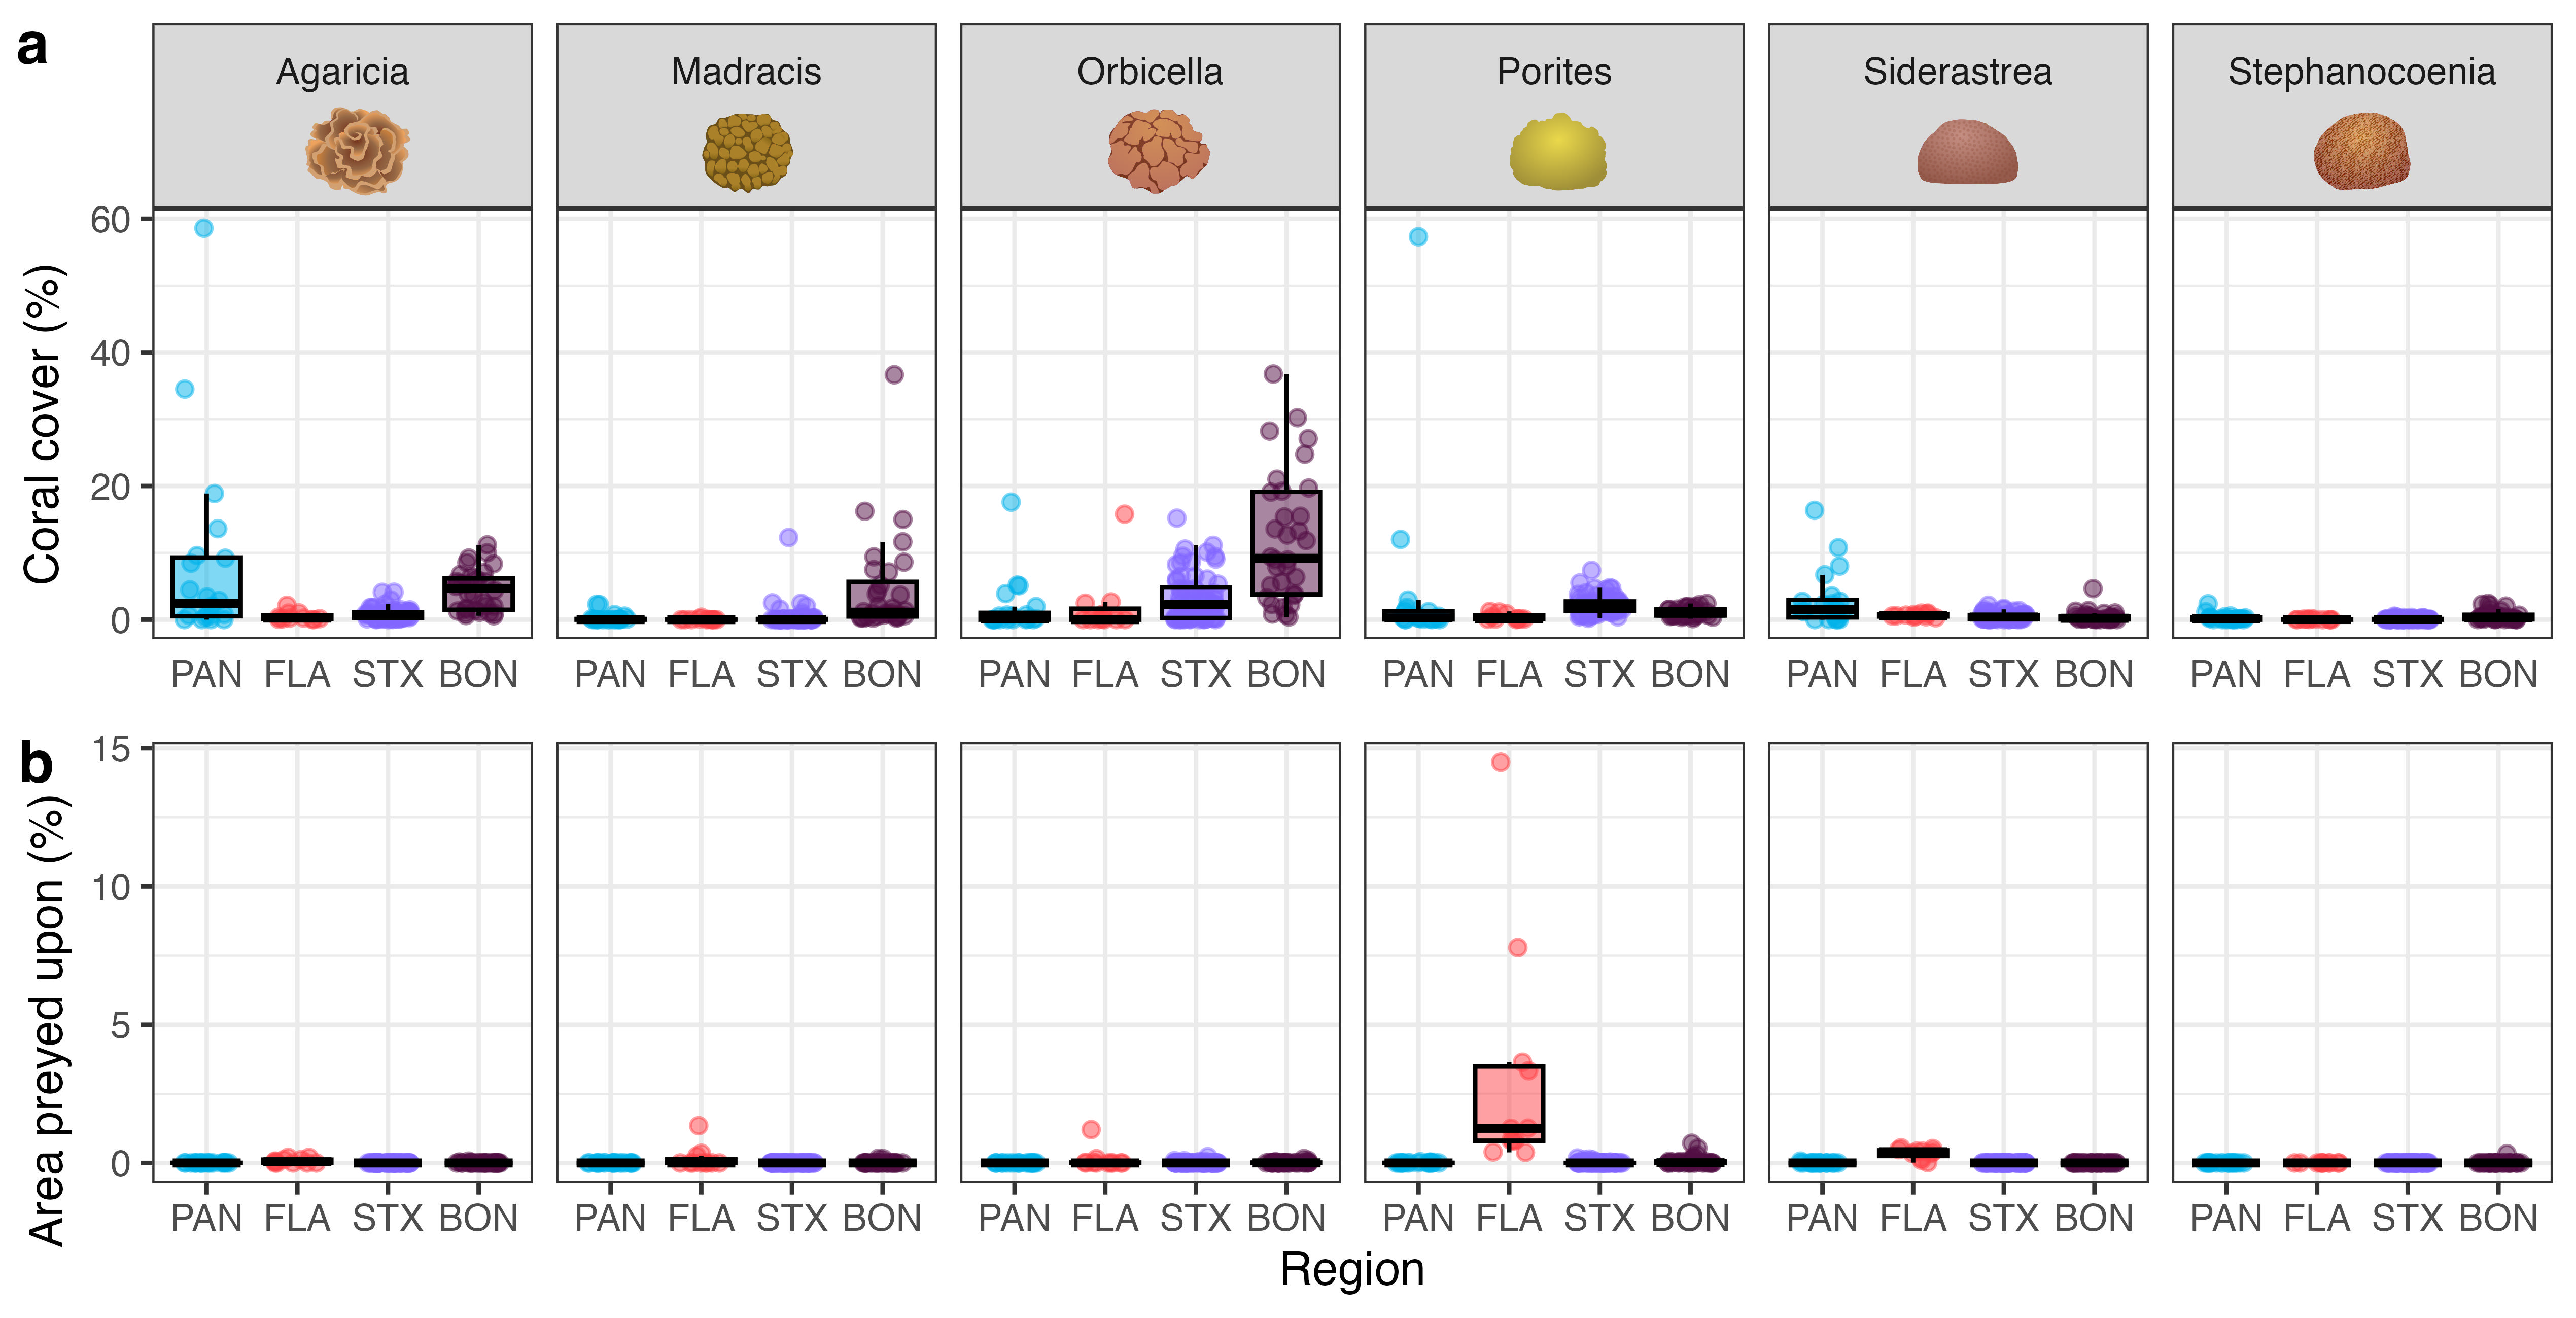 a
Agaricia Madracis Orbicella Porites Siderastrea Stephanocoenia
Coral cover (%)
60
40
20
0
PAN FLA STX BON PAN FLA STX BON PAN FLA STX BON PAN FLA STX BON PAN FLA STX BON PAN FLA STX BON
b
Area preyed upon (%)
15
10
5
0
PAN FLA STX BON PAN FLA STX BON PAN FLA STX BON PAN FLA STX BON PAN FLA STX BON PAN FLA STX BON
Region